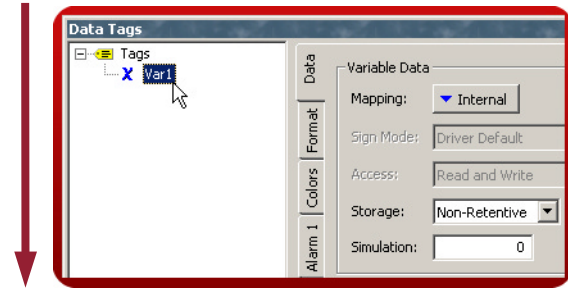 Data Tags
Tags
X Var1
Data
Format
Colors
Alarm 1
Variable Data
Mapping: Internal
Sign Mode: Driver Default
Access: Read and Write
Storage: Non-Retentive
Simulation: 0